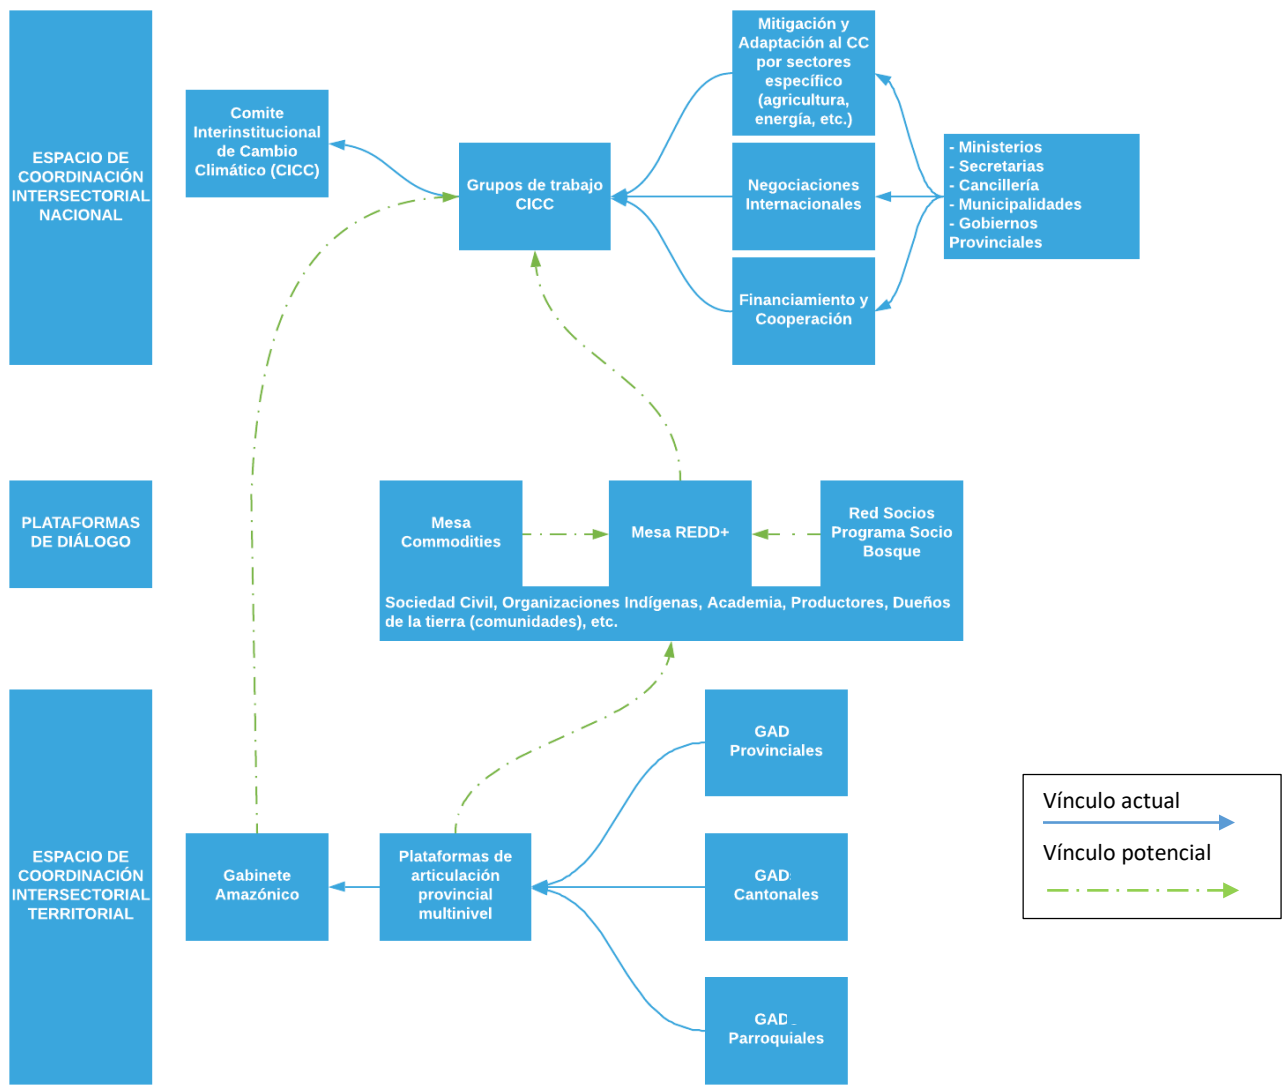 ESPACIO DE
COORDINACIÓN
INTERSECTORIAL
NACIONAL
Comite
Interinstitucional
de Cambio
Climático (CICC)
Grupos de trabajo
CICC
Mitigación y
Adaptación al CC
por sectores
específico
(agricultura,
energía, etc.)
Negociaciones
Internacionales
Financiamiento y
Cooperación
- Ministerios
- Secretarias
- Cancillería
- Municipalidades
- Gobiernos
Provinciales
PLATAFORMAS
DE DIÁLOGO
Mesa
Commodities
Mesa REDD+
Red Socios
Programa Socio
Bosque
Sociedad Civil, Organizaciones Indígenas, Academia, Productores, Dueños
de la tierra (comunidades), etc.
ESPACIO DE
COORDINACIÓN
INTERSECTORIAL
TERRITORIAL
Gabinete
Amazónico
Plataformas de
articulación
provincial
multinivel
GAD
Provinciales
GAD
Cantonales
GAD
Parroquiales
Vínculo actual
Vínculo potencial